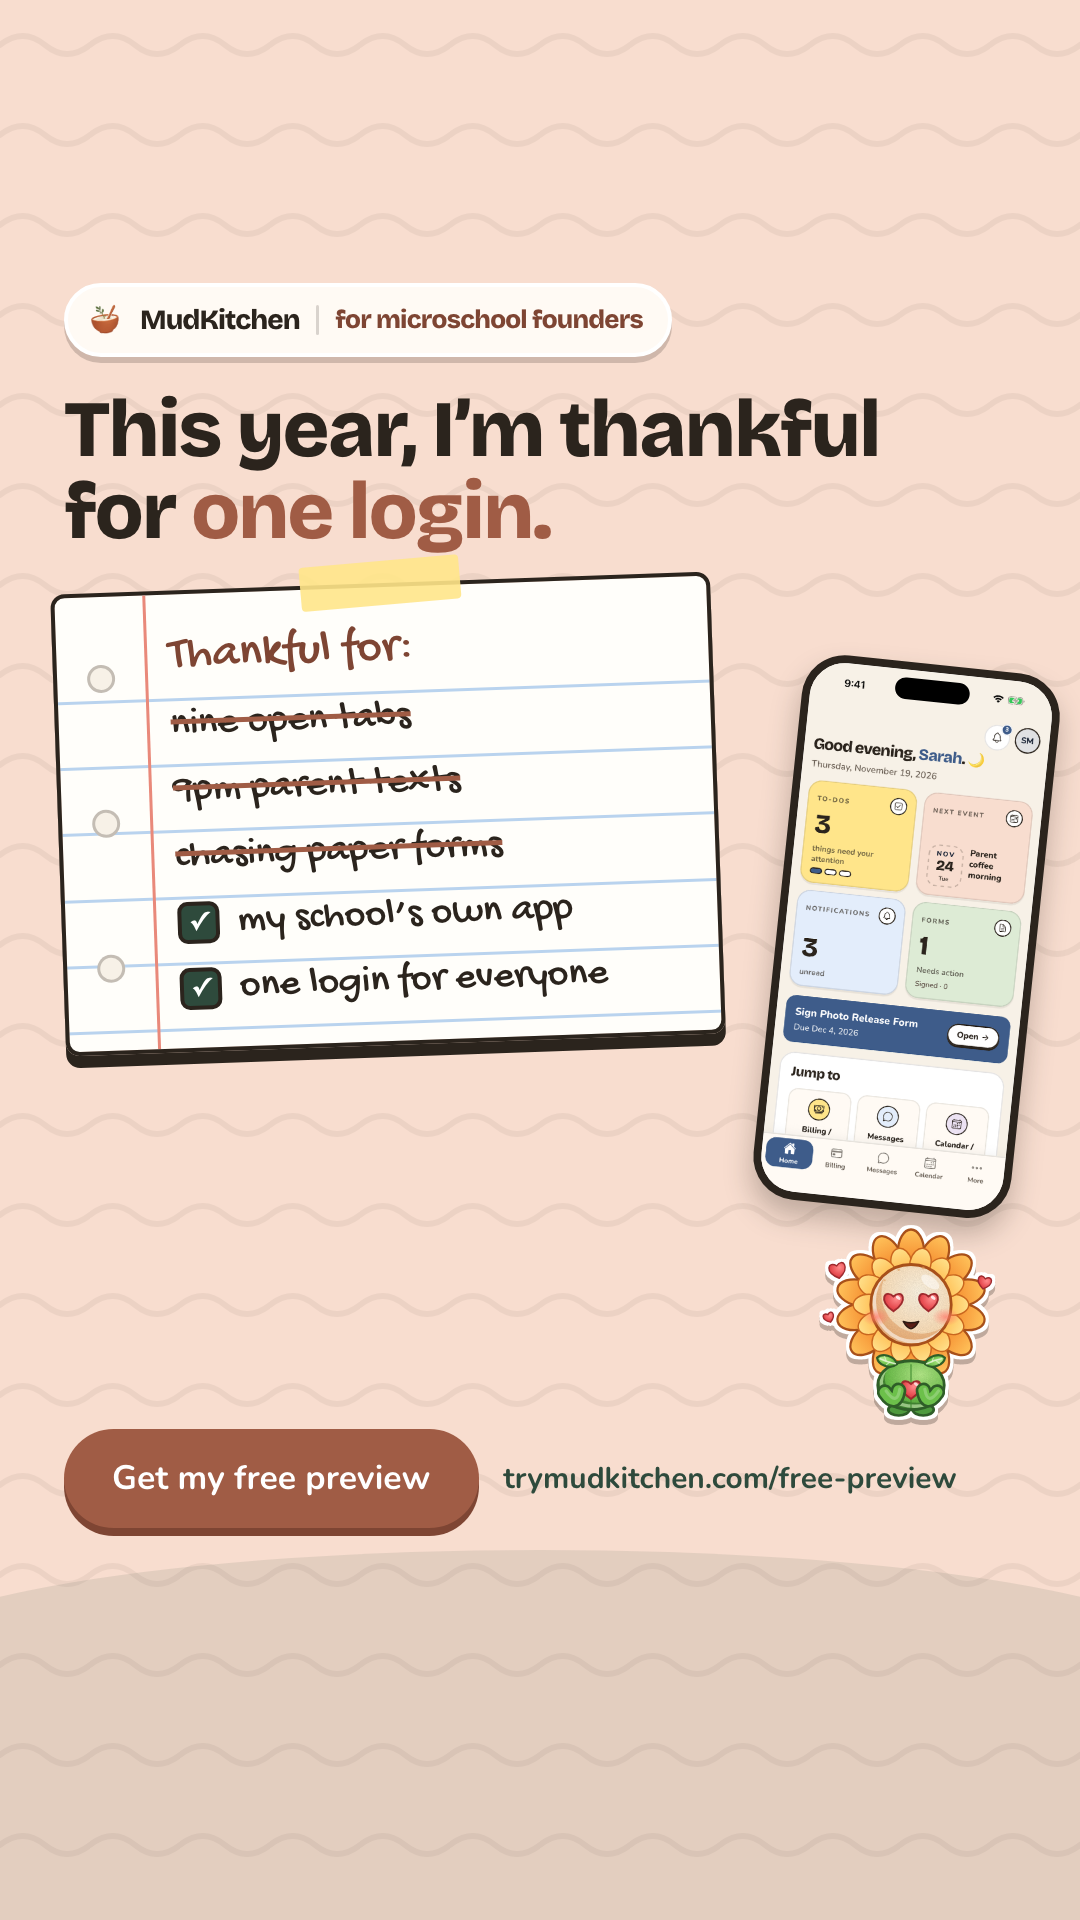 MudKitchen | for microschool founders
This year, I'm thankful
for one login.
Thankful for:
nine open tabs
9pm parent texts
chasing paper forms
my school's own app
one login for everyone
9:41
3
SM
Good evening, Sarah.
Thursday, November 19, 2026
TO-DOS
3
things need your
attention
NEXT EVENT
NOV
24
Tue
Parent
coffee
morning
NOTIFICATIONS
3
unread
FORMS
1
Needs action
Signed · 0
Sign Photo Release Form
Due Dec 4, 2026
Open →
Jump to
Billing /
Messages
Calendar /
Home
Billing
Messages
Calendar
More
Get my free preview
trymudkitchen.com/free-preview